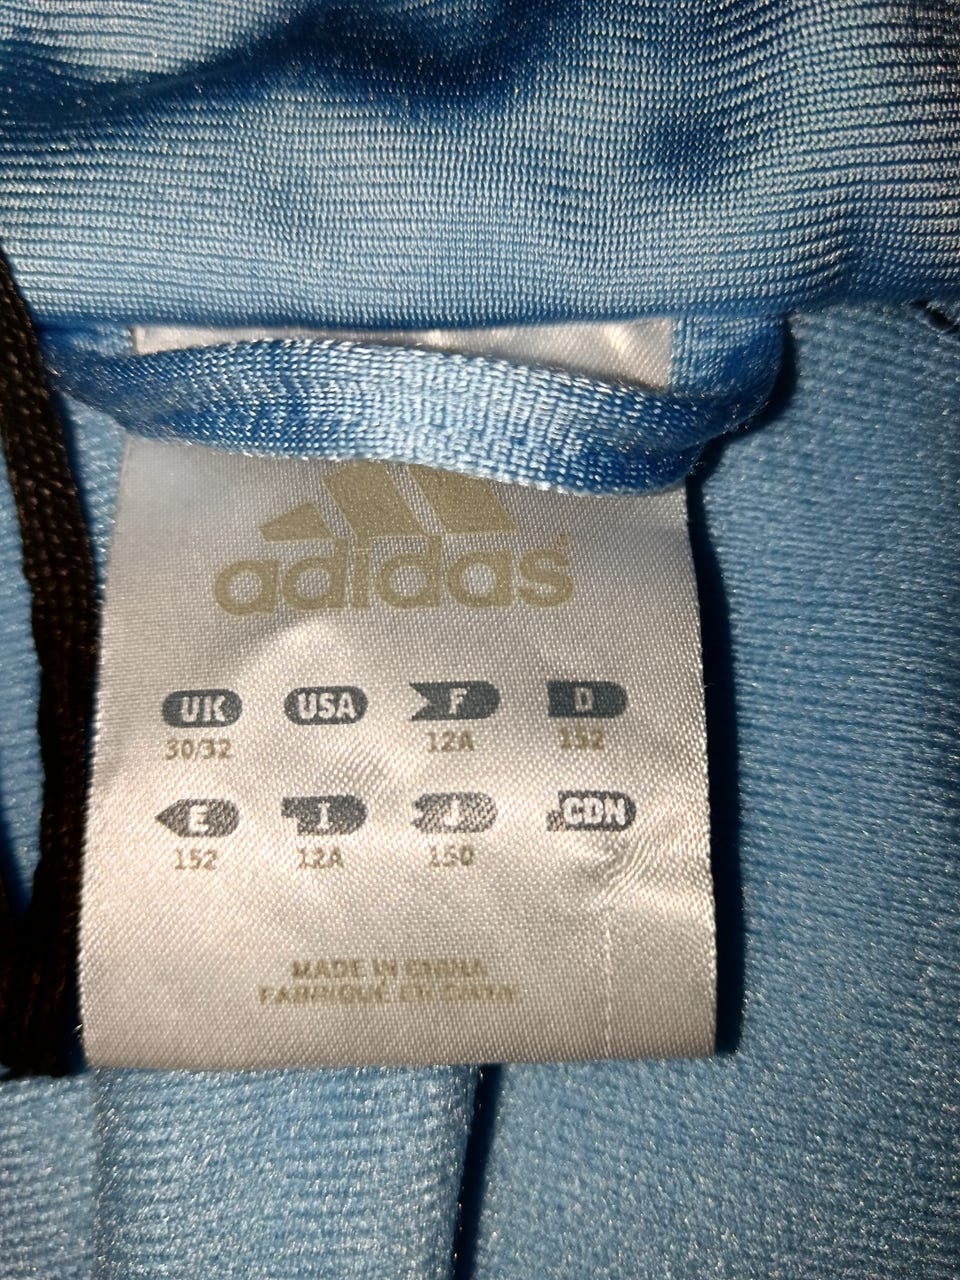 adidas
UK USA F D
30/32 12A 152
E I J CDN
152 12A 150
MADE IN CHINA
FABRIQUÉ EN CHINE